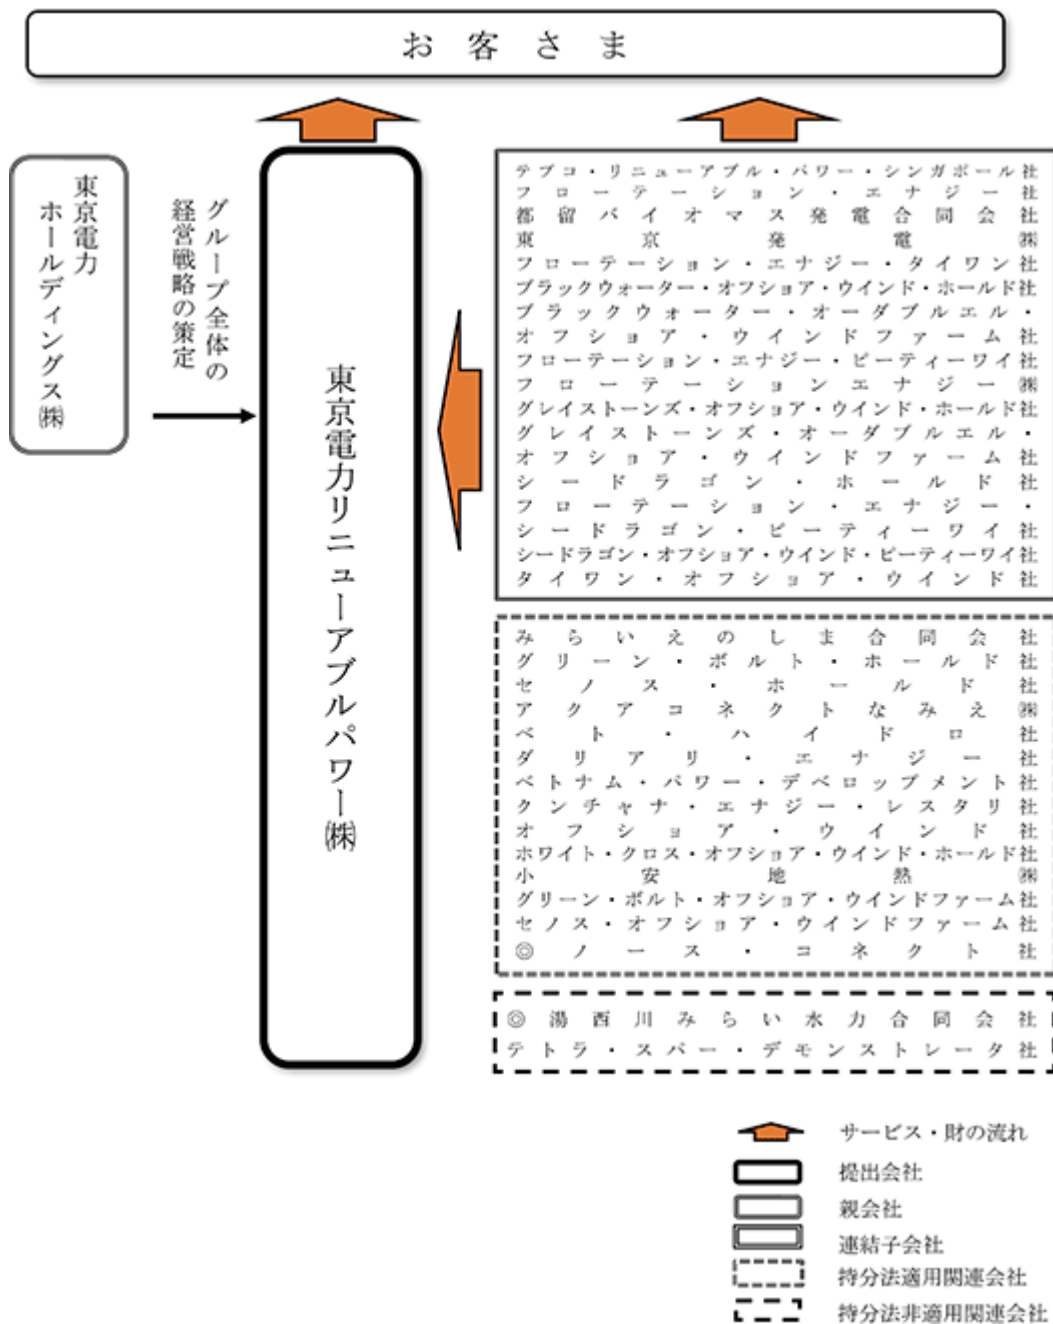 お客さま
東京電力
ホールディングス㈱
グループ全体の
経営戦略の策定
東京電力リニューアブルパワー㈱
テプコ・リニューアブル・パワー・シンガポール社
フローテーション・エナジー社
都留バイオマス発電合同会社
東京発電㈱
フローテーション・エナジー・タイワン社
ブラックウォーター・オフショア・ウインド・ホールド社
ブラックウォーター・オーダブルエル・
オフショア・ウインドファーム社
フローテーション・エナジー・ピーティーワイ社
フローテーションエナジー㈱
グレイストーンズ・オフショア・ウインド・ホールド社
グレイストーンズ・オーダブルエル・
オフショア・ウインドファーム社
シードラゴン・ホールド社
フローテーション・エナジー・
シードラゴン・ピーティーワイ社
シードラゴン・オフショア・ウインド・ピーティーワイ社
タイワン・オフショア・ウインド社
みらいえのしま合同会社
グリーン・ボルト・ホールド社
セノス・ホールド社
アクアコネクトなみえ㈱
ベト・ハイドロ社
ダリアリ・エナジー社
ベトナム・パワー・デベロップメント社
クンチャナ・エナジー・レスタリ社
オフショア・ウインド社
ホワイト・クロス・オフショア・ウインド・ホールド社
小安地熱㈱
グリーン・ボルト・オフショア・ウインドファーム社
セノス・オフショア・ウインドファーム社
◎ノース・コネクト社
◎湯西川みらい水力合同会社
テトラ・スパー・デモンストレータ社
サービス・財の流れ
提出会社
親会社
連結子会社
持分法適用関連会社
持分法非適用関連会社